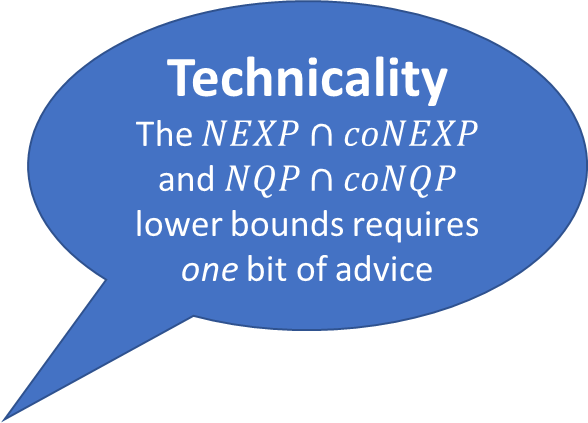 Technicality
The NEXP ∩ coNEXP
and NQP ∩ coNQP
lower bounds requires
one bit of advice